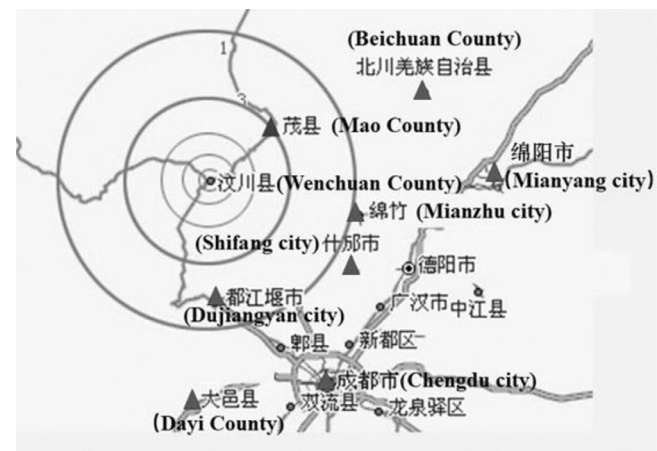 (Beichuan County)
北川羌族自治县
1
3
茂县 (Mao County)
绵阳市
(Mianyang city)
汶川县(Wenchuan County)
绵竹 (Mianzhu city)
(Shifang city) 什邡市
德阳市
都江堰市
(Dujiangyan city)
广汉市
中江县
郫县
新都区
成都市(Chengdu city)
大邑县
双流县
龙泉驿区
(Dayi County)